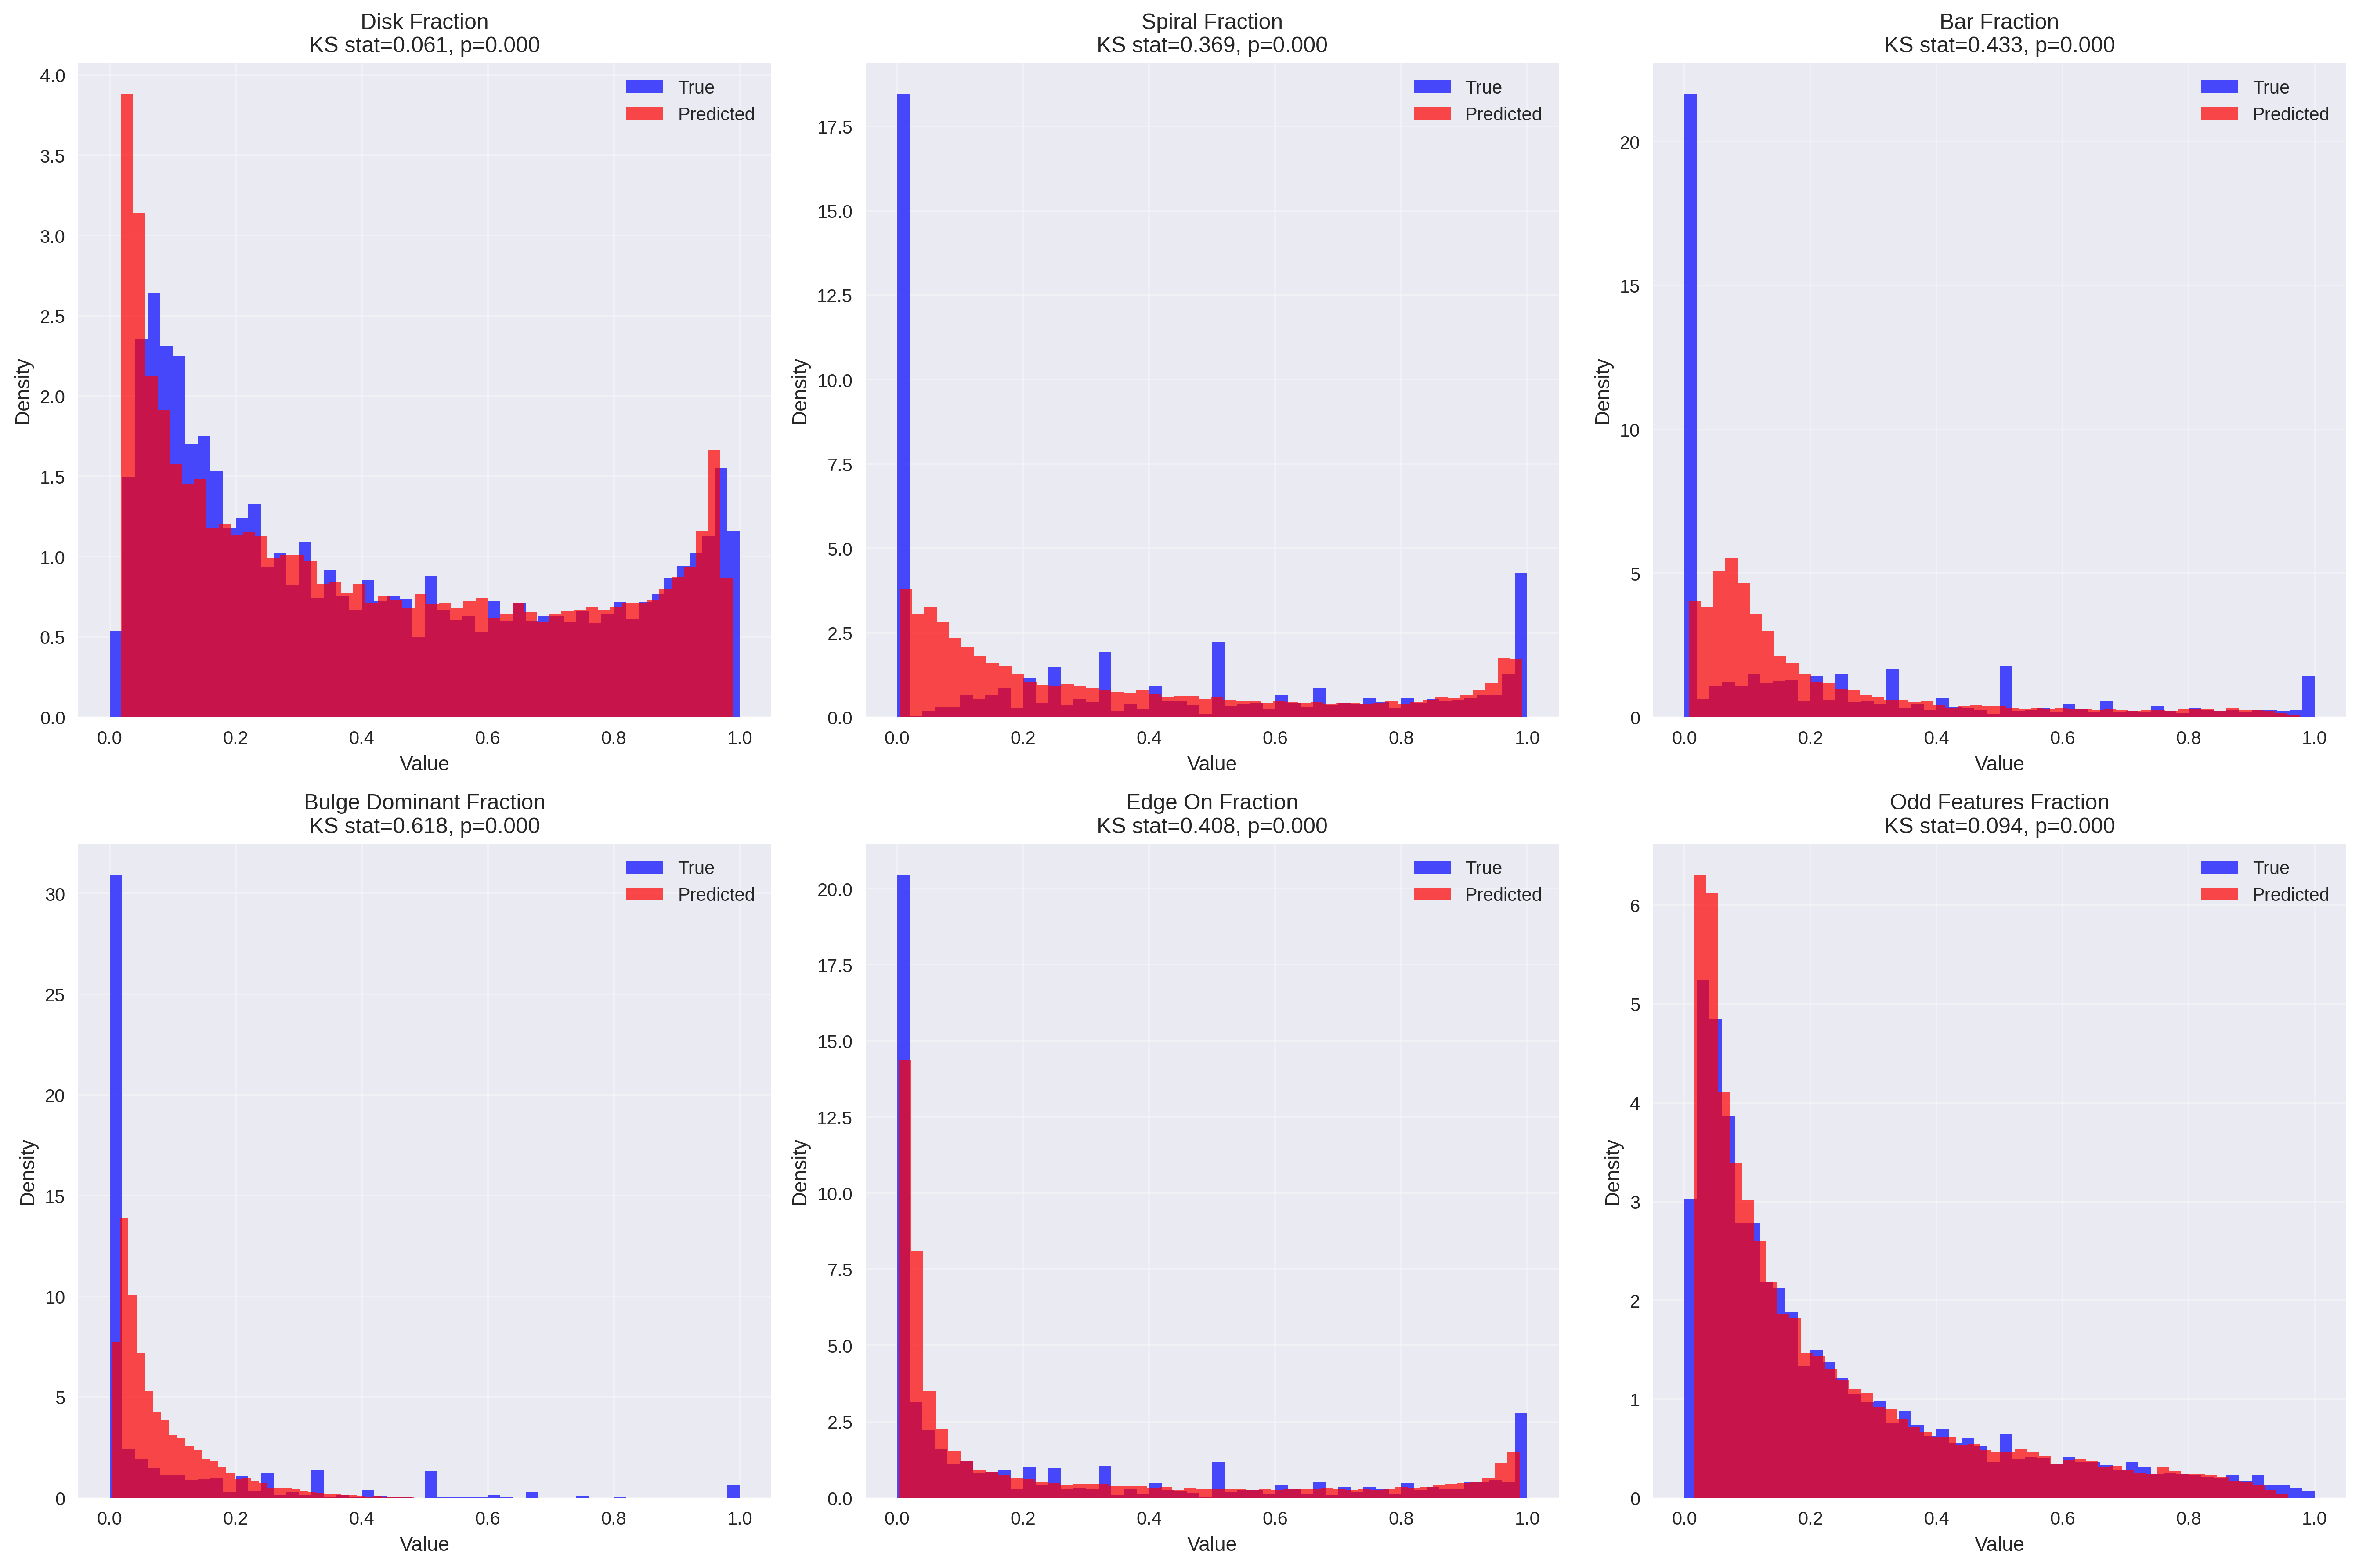 Disk Fraction
KS stat=0.061, p=0.000
True
Predicted
4.0
3.5
3.0
2.5
2.0
1.5
1.0
0.5
0.0
Density
0.0 0.2 0.4 0.6 0.8 1.0
Value
Spiral Fraction
KS stat=0.369, p=0.000
True
Predicted
17.5
15.0
12.5
10.0
7.5
5.0
2.5
0.0
Density
0.0 0.2 0.4 0.6 0.8 1.0
Value
Bar Fraction
KS stat=0.433, p=0.000
True
Predicted
20
15
10
5
0
Density
0.0 0.2 0.4 0.6 0.8 1.0
Value
Bulge Dominant Fraction
KS stat=0.618, p=0.000
True
Predicted
30
25
20
15
10
5
0
Density
0.0 0.2 0.4 0.6 0.8 1.0
Value
Edge On Fraction
KS stat=0.408, p=0.000
True
Predicted
20.0
17.5
15.0
12.5
10.0
7.5
5.0
2.5
0.0
Density
0.0 0.2 0.4 0.6 0.8 1.0
Value
Odd Features Fraction
KS stat=0.094, p=0.000
True
Predicted
6
5
4
3
2
1
0
Density
0.0 0.2 0.4 0.6 0.8 1.0
Value